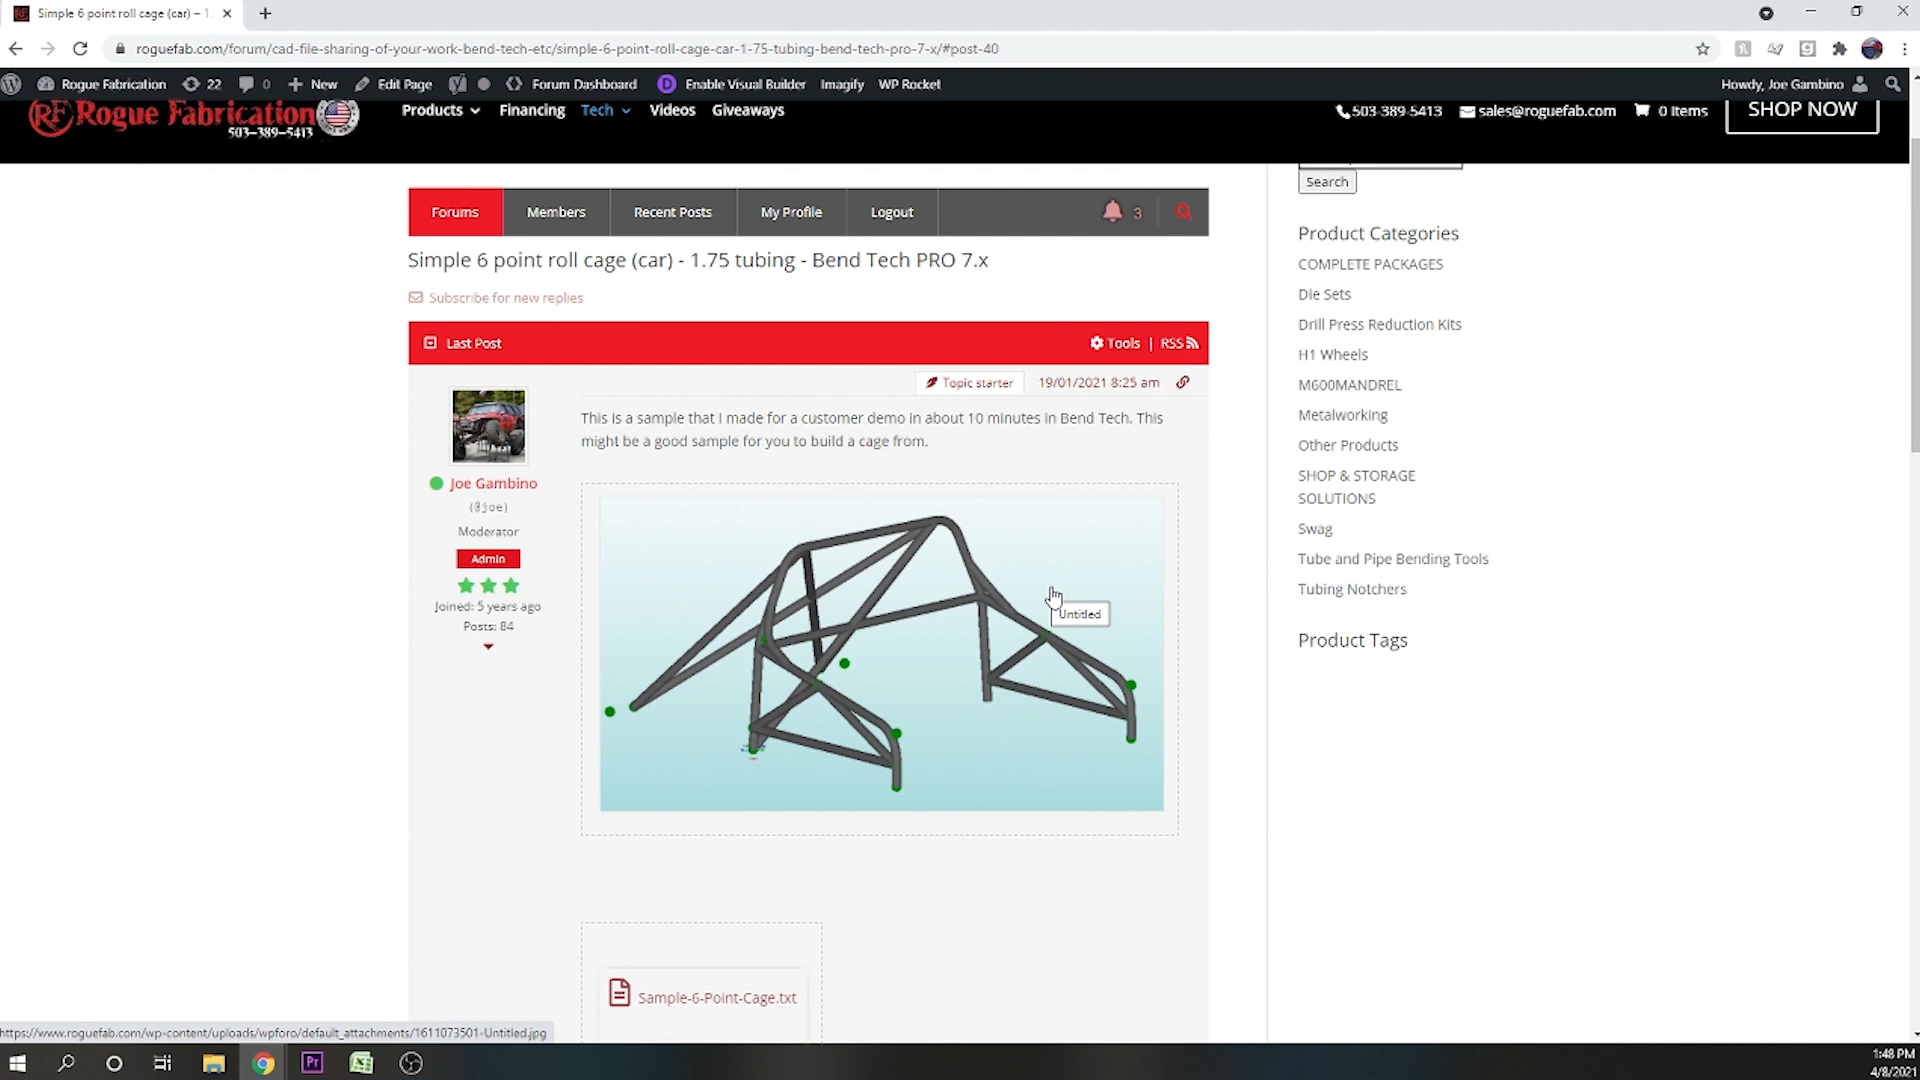 Simple 6 point roll cage (car) – 1.
roguefab.com/forum/cad-file-sharing-of-your-work-bend-tech-etc/simple-6-point-roll-cage-car-1-75-tubing-bend-tech-pro-7-x/#post-40
Rogue Fabrication 22 0 New Edit Page Forum Dashboard D Enable Visual Builder Imagify WP Rocket Howdy, Joe Gambino
RF Rogue Fabrication
503-389-5413
Products Financing Tech Videos Giveaways 503-389-5413 sales@roguefab.com 0 Items SHOP NOW
Search
Forums Members Recent Posts My Profile Logout 3
Simple 6 point roll cage (car) - 1.75 tubing - Bend Tech PRO 7.x
Subscribe for new replies
Last Post Tools | RSS
Topic starter 19/01/2021 8:25 am
This is a sample that I made for a customer demo in about 10 minutes in Bend Tech. This
might be a good sample for you to build a cage from.
Joe Gambino
(@joe)
Moderator
Admin
Joined: 5 years ago
Posts: 84
Untitled
Sample-6-Point-Cage.txt
Product Categories
COMPLETE PACKAGES
Die Sets
Drill Press Reduction Kits
H1 Wheels
M600MANDREL
Metalworking
Other Products
SHOP & STORAGE
SOLUTIONS
Swag
Tube and Pipe Bending Tools
Tubing Notchers
Product Tags
https://www.roguefab.com/wp-content/uploads/wpforo/default_attachments/1611073501-Untitled.jpg
Pr
1:48 PM
4/8/2021